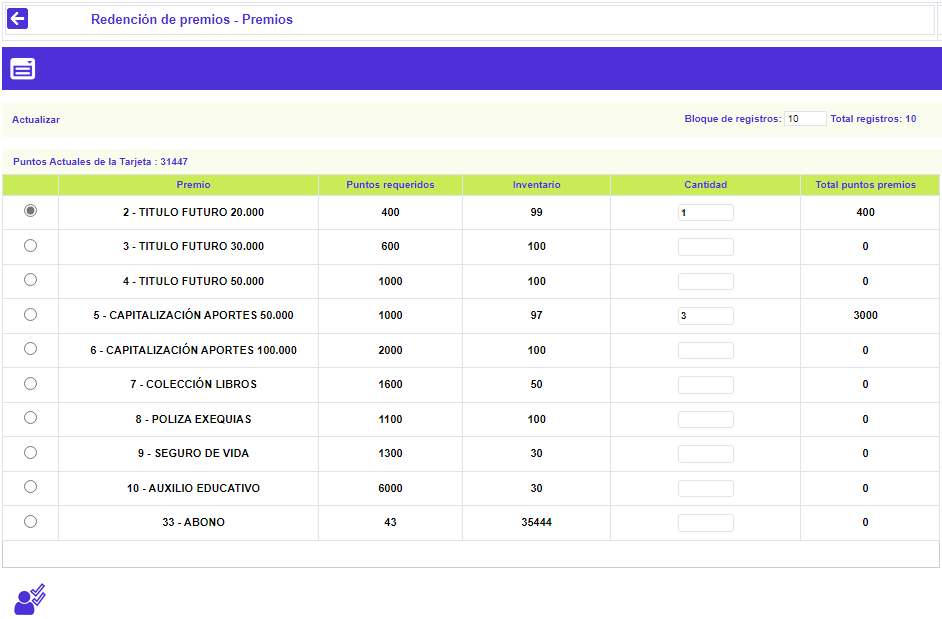 Redención de premios - Premios
Actualizar Bloque de registros: 10 Total registros: 10
Puntos Actuales de la Tarjeta : 31447
Premio Puntos requeridos Inventario Cantidad Total puntos premios
2 - TITULO FUTURO 20.000 400 99 1 400
3 - TITULO FUTURO 30.000 600 100 0
4 - TITULO FUTURO 50.000 1000 100 0
5 - CAPITALIZACIÓN APORTES 50.000 1000 97 3 3000
6 - CAPITALIZACIÓN APORTES 100.000 2000 100 0
7 - COLECCIÓN LIBROS 1600 50 0
8 - POLIZA EXEQUIAS 1100 100 0
9 - SEGURO DE VIDA 1300 30 0
10 - AUXILIO EDUCATIVO 6000 30 0
33 - ABONO 43 35444 0